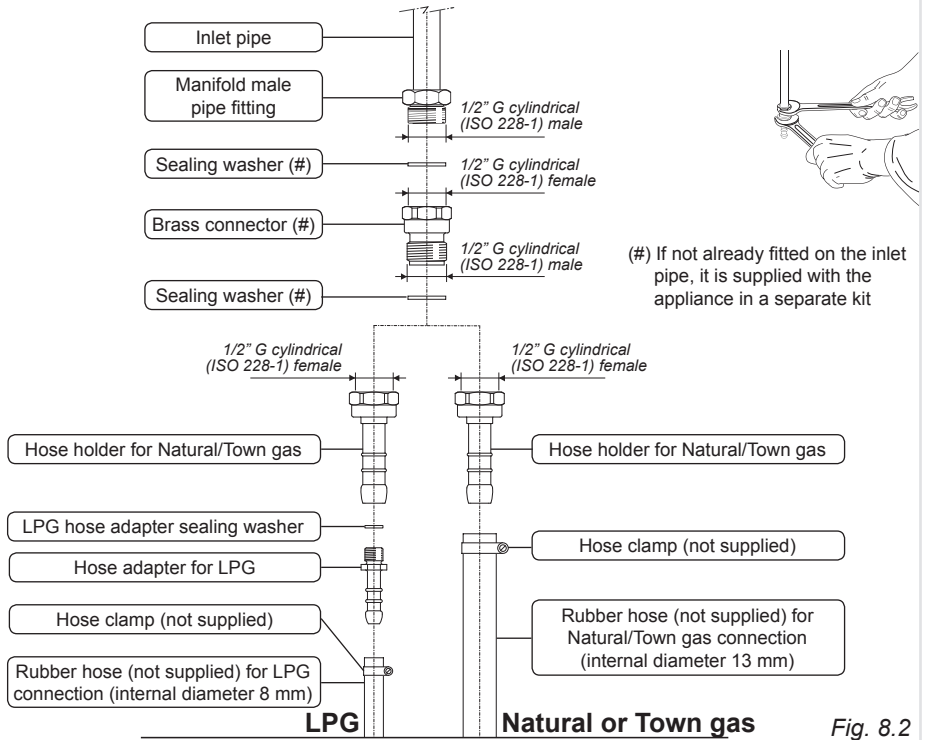 Inlet pipe
Manifold male
pipe fitting
1/2” G cylindrical
(ISO 228-1) male
Sealing washer (#)
1/2” G cylindrical
(ISO 228-1) female
Brass connector (#)
1/2” G cylindrical
(ISO 228-1) male
(#) If not already fitted on the inlet
pipe, it is supplied with the
appliance in a separate kit
Sealing washer (#)
1/2” G cylindrical
(ISO 228-1) female
1/2” G cylindrical
(ISO 228-1) female
Hose holder for Natural/Town gas
Hose holder for Natural/Town gas
LPG hose adapter sealing washer
Hose adapter for LPG
Hose clamp (not supplied)
Rubber hose (not supplied) for LPG
connection (internal diameter 8 mm)
Hose clamp (not supplied)
Rubber hose (not supplied) for
Natural/Town gas connection
(internal diameter 13 mm)
LPG
Natural or Town gas
Fig. 8.2